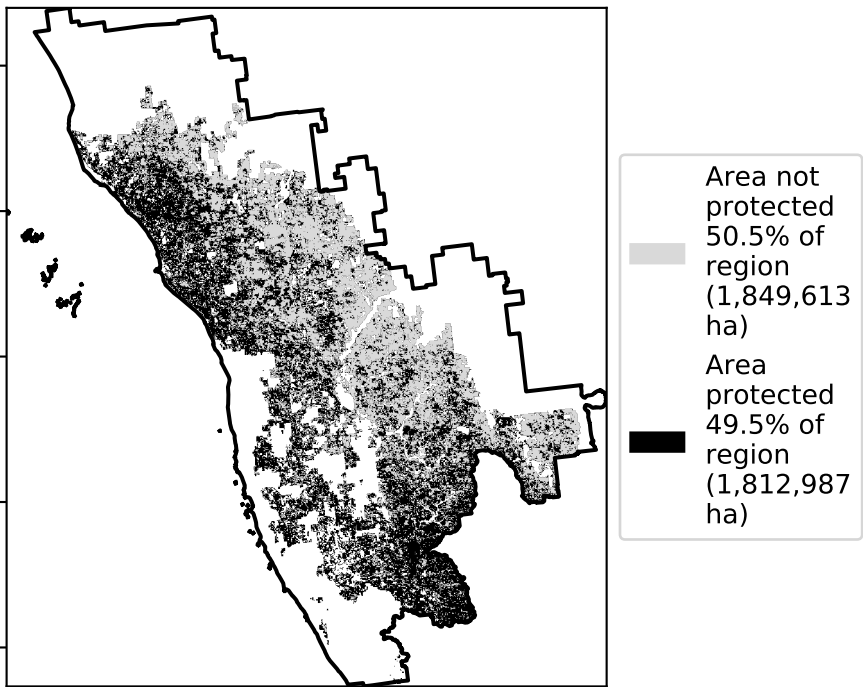 Area not
protected
50.5% of
region
(1,849,613
ha)
Area
protected
49.5% of
region
(1,812,987
ha)